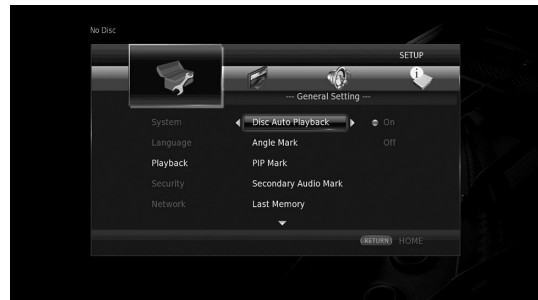 No Disc
SETUP
--- General Setting ---
System
Disc Auto Playback
On
Language
Angle Mark
Off
Playback
PIP Mark
Security
Secondary Audio Mark
Network
Last Memory
RETURN HOME